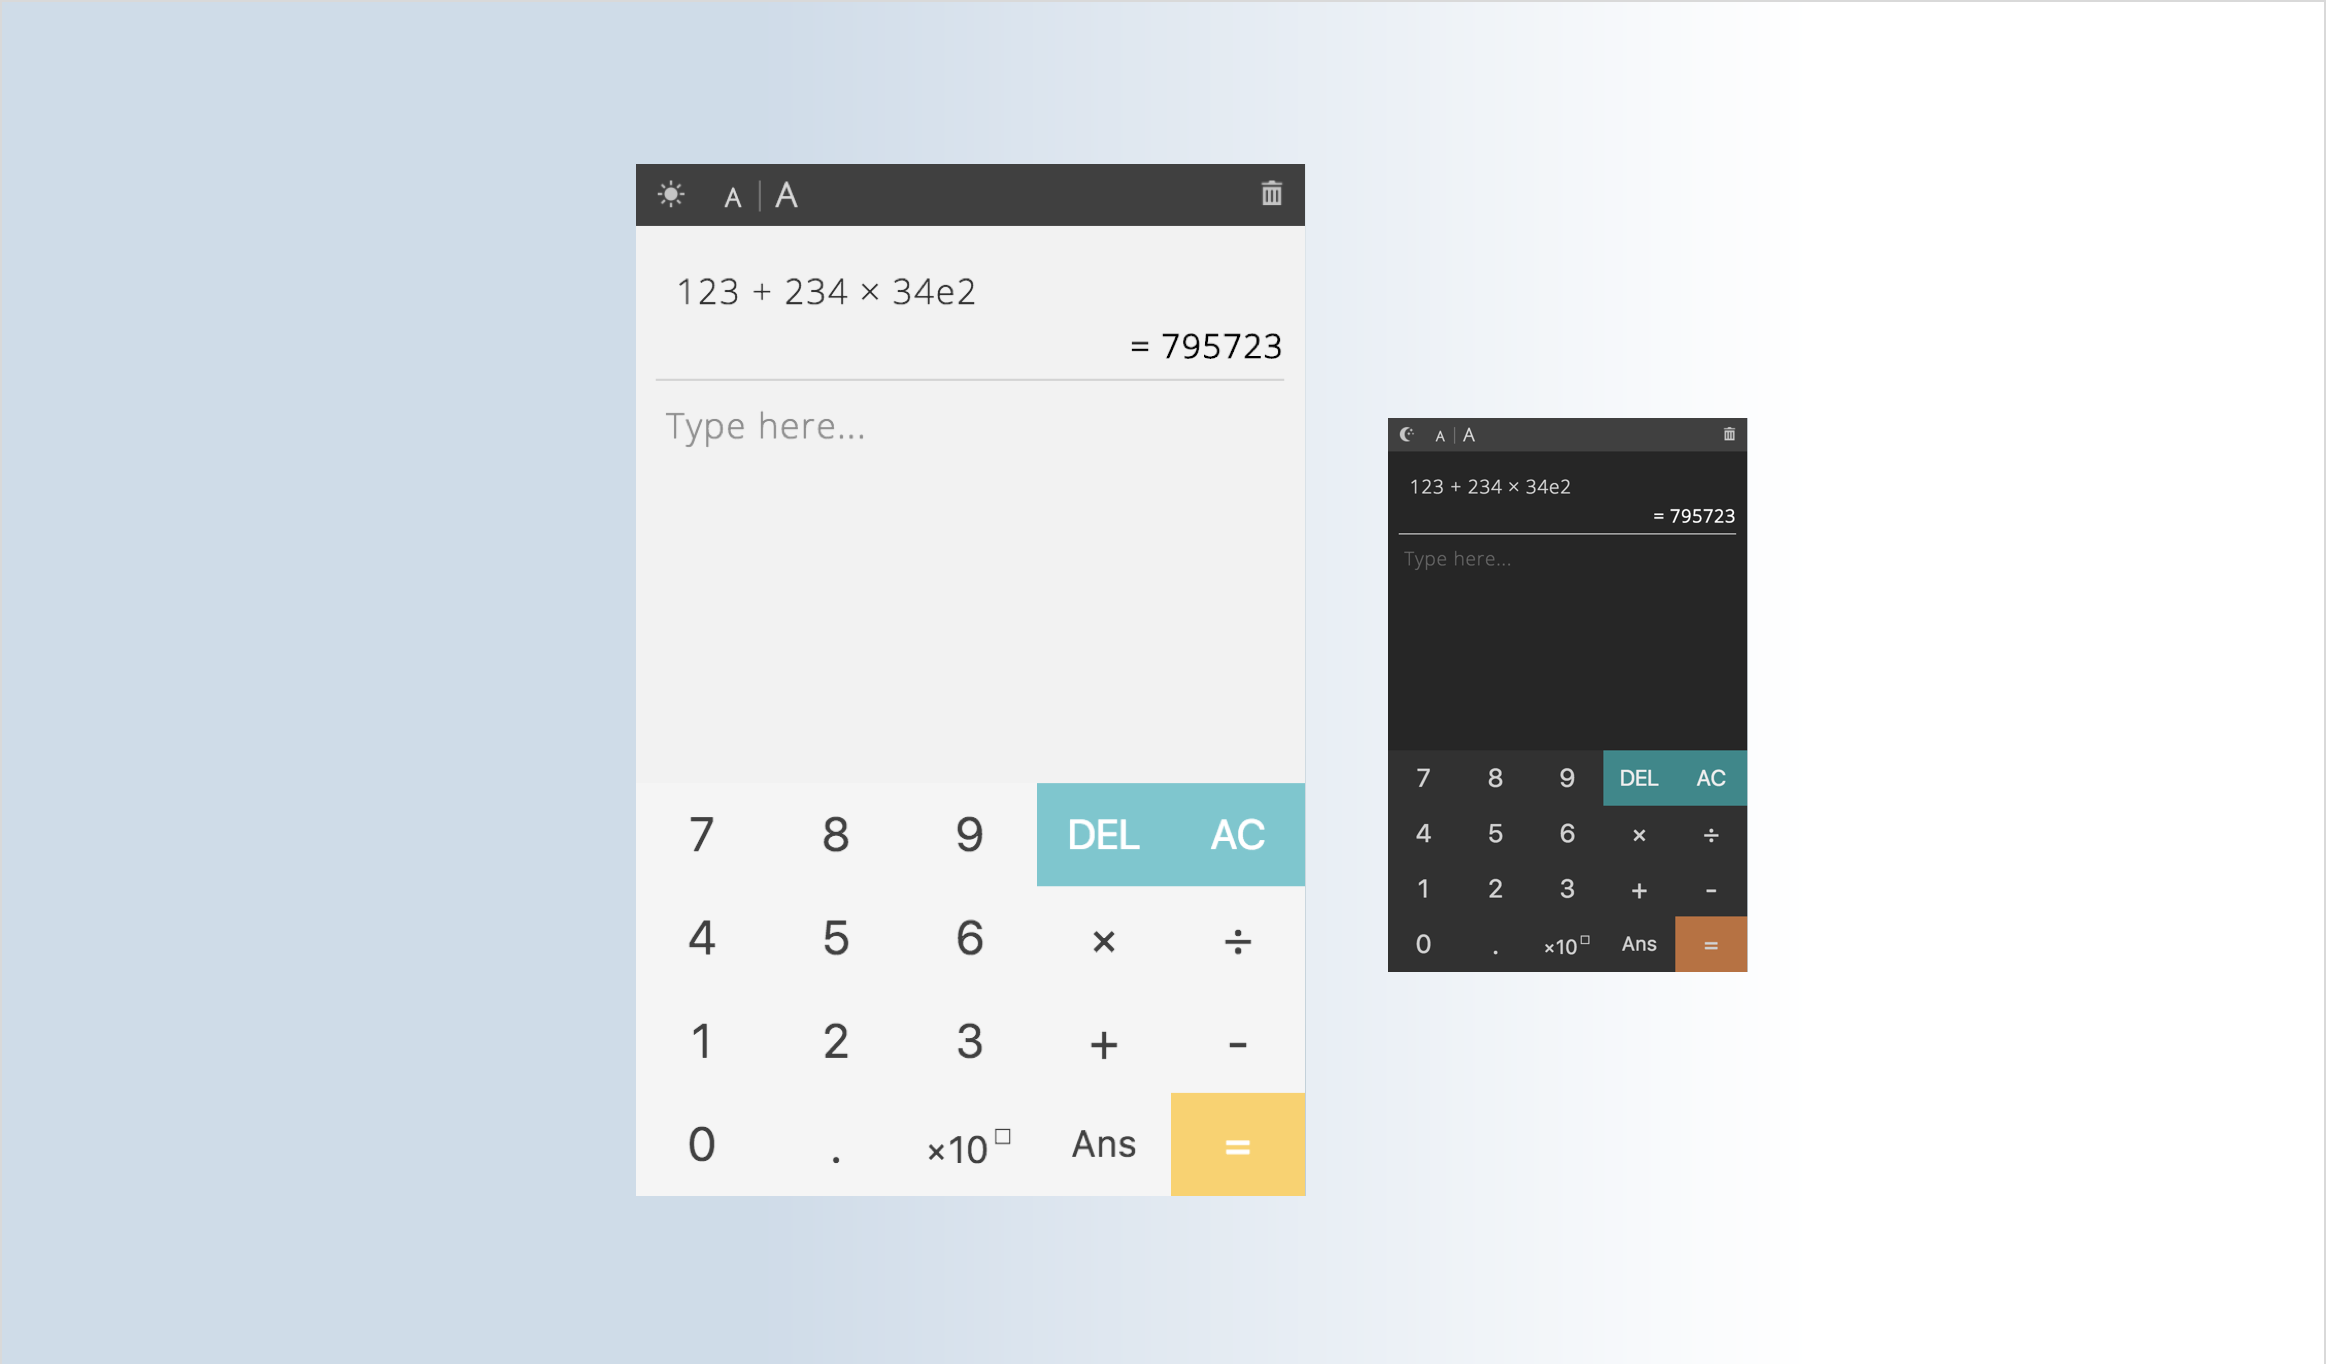 A | A
123 + 234 × 34e2
= 795723
Type here...
7 8 9 DEL AC
4 5 6 × ÷
1 2 3 + -
0 . ×10□ Ans =
A | A
123 + 234 × 34e2
= 795723
Type here...
7 8 9 DEL AC
4 5 6 × ÷
1 2 3 + -
0 . ×10□ Ans =